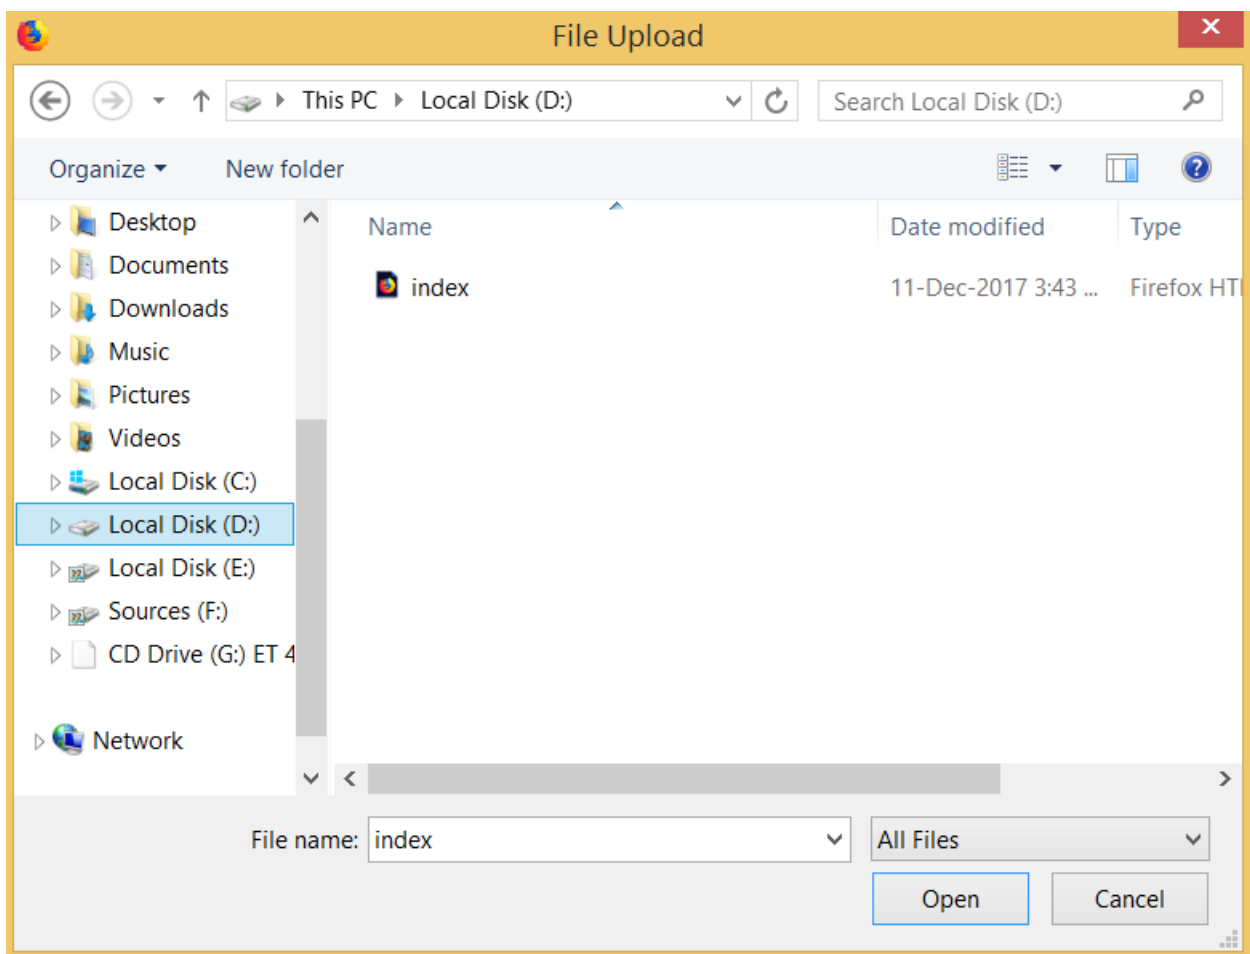 File Upload
This PC Local Disk (D:)
Search Local Disk (D:)
Organize New folder
Name Date modified Type
index 11-Dec-2017 3:43 ... Firefox HT
Desktop
Documents
Downloads
Music
Pictures
Videos
Local Disk (C:)
Local Disk (D:)
Local Disk (E:)
Sources (F:)
CD Drive (G:) ET 4
Network
File name: index All Files
Open Cancel